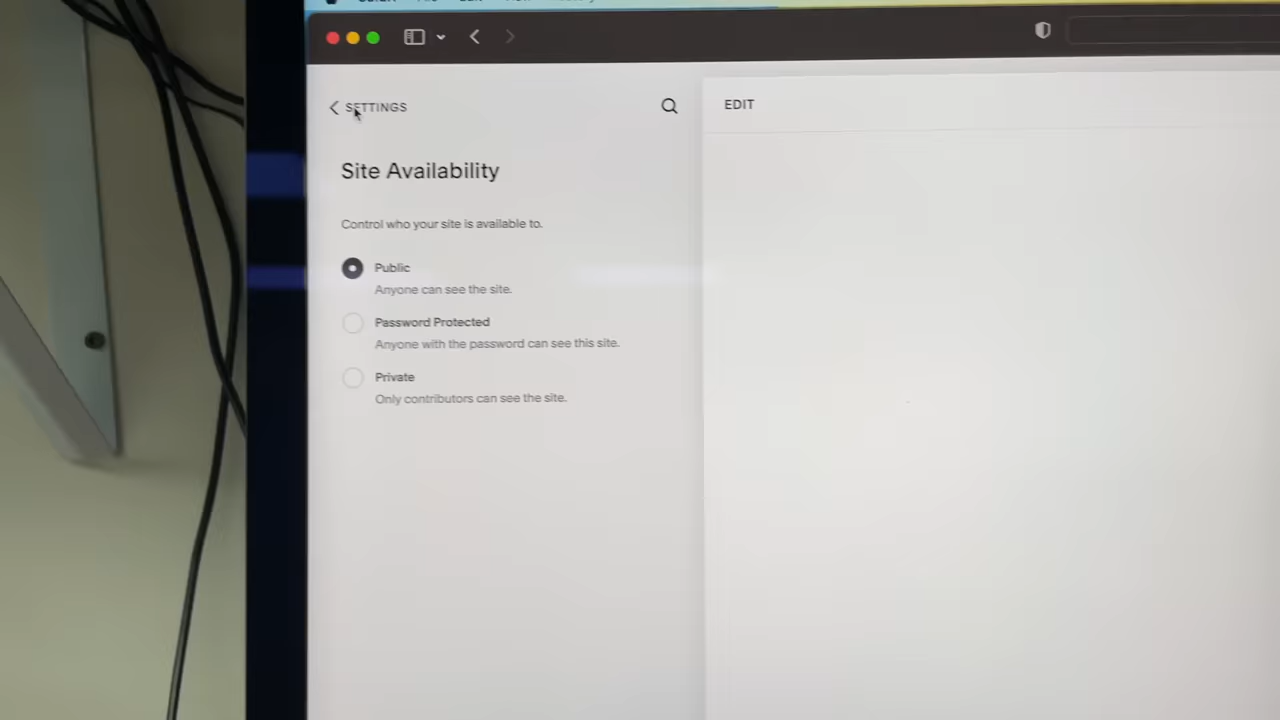 SETTINGS
EDIT
Site Availability
Control who your site is available to.
Public
Anyone can see the site.
Password Protected
Anyone with the password can see this site.
Private
Only contributors can see the site.